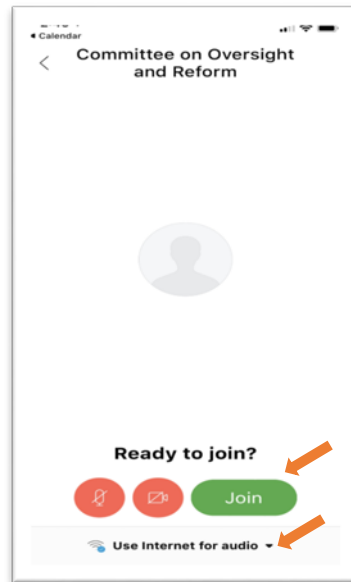 Calendar
Committee on Oversight
and Reform
Ready to join?
Join
Use Internet for audio